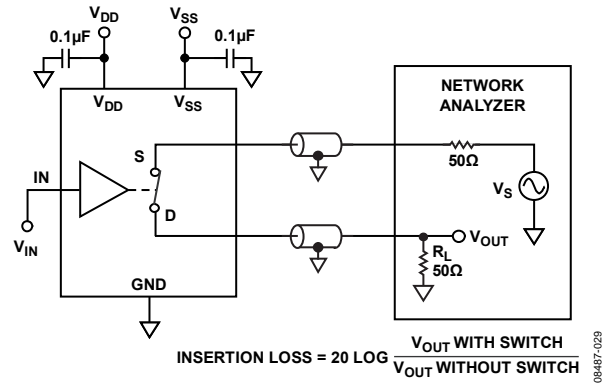 VDD
VSS
0.1µF
0.1µF
VDD
VSS
NETWORK
ANALYZER
S
50Ω
IN
VS
D
VOUT
VIN
RL
50Ω
GND
INSERTION LOSS = 20 LOG
VOUT WITH SWITCH
VOUT WITHOUT SWITCH
08487-029